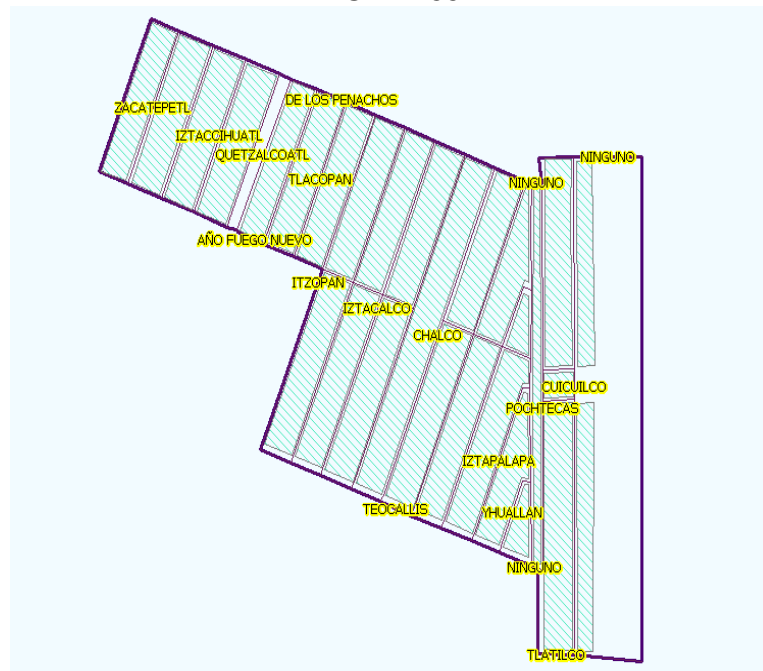 DE LOS PENACHOS
ZACATEPETL
IZTACCIHUATL
QUETZALCOATL
NINGUNO
TLACOPAN
NINGUNO
AÑO FUEGO NUEVO
ITZOPAN
IZTACALCO
CHALCO
CUICUILCO
POCHTECAS
IZTAPALAPA
TEOCALLIS
YHUALLAN
NINGUNO
TLATILCO